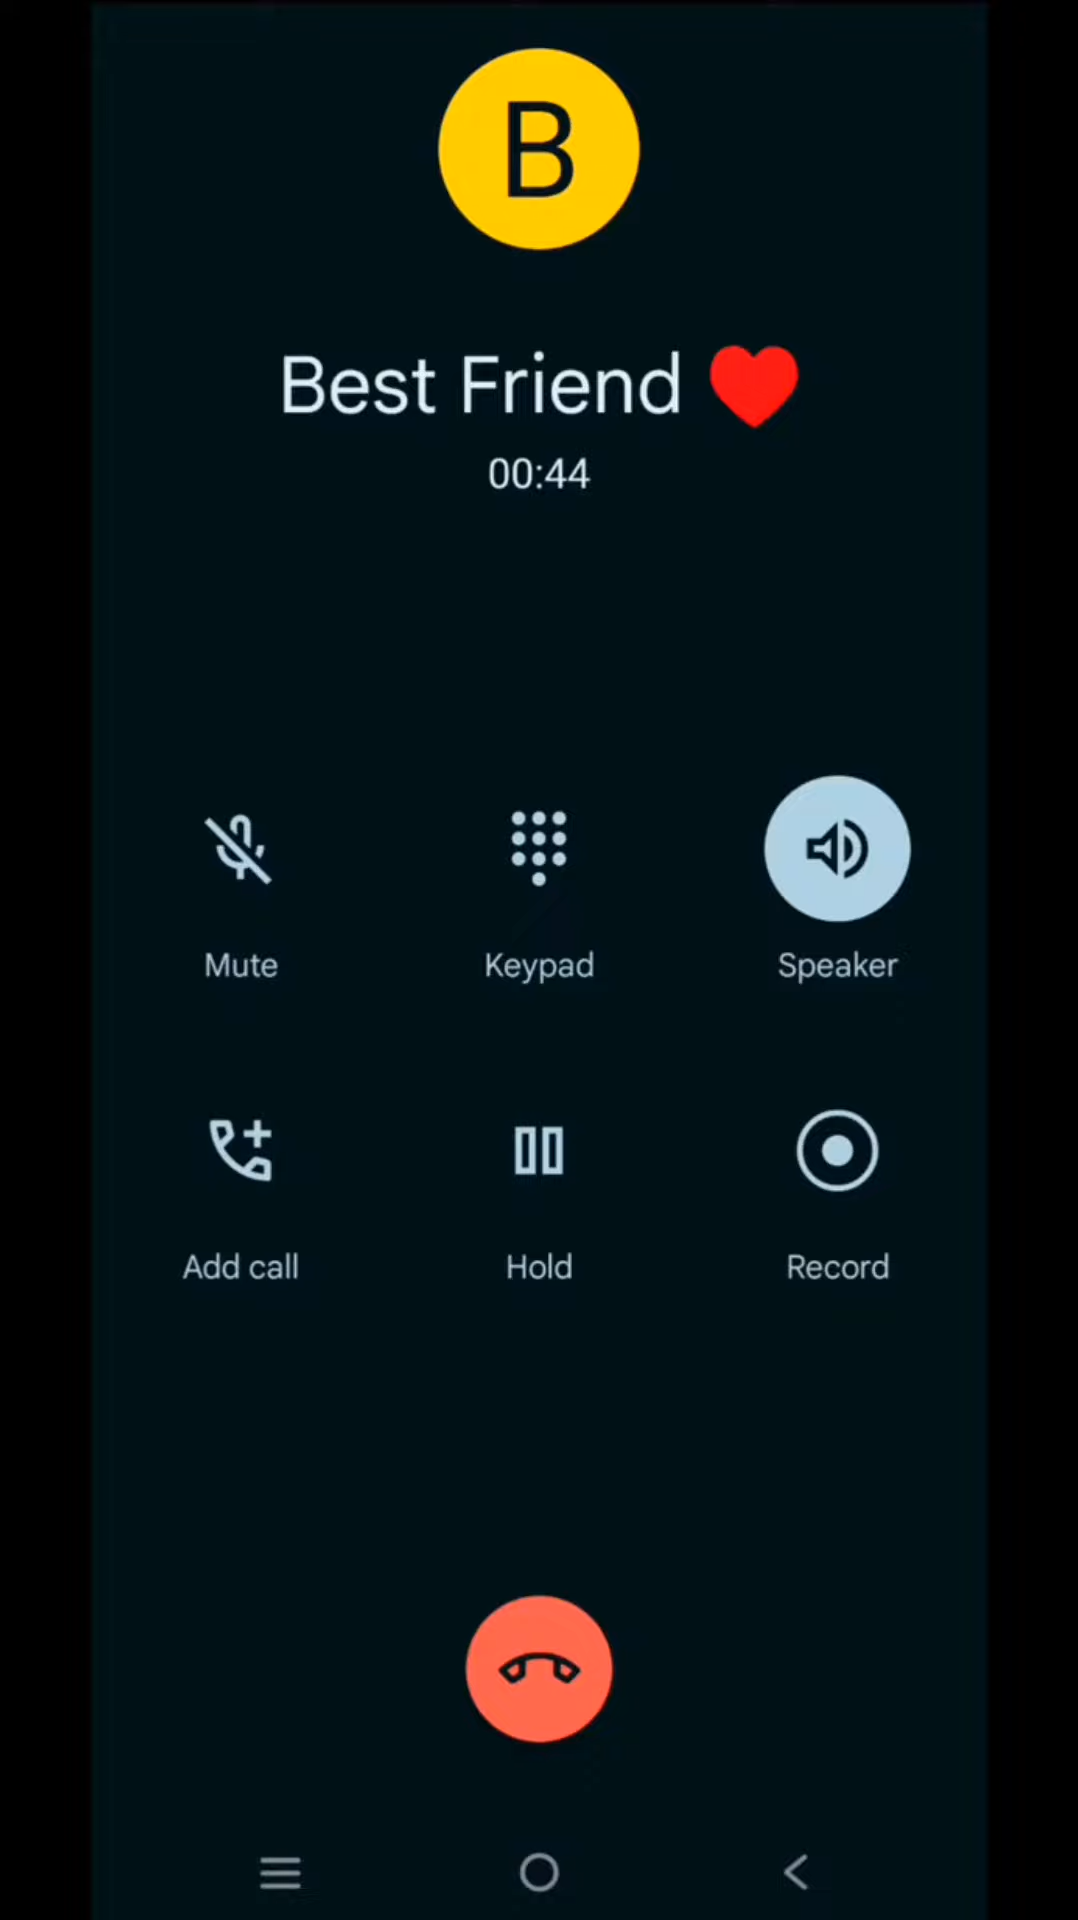 B
Best Friend ❤️
00:44
Mute Keypad Speaker
Add call Hold Record